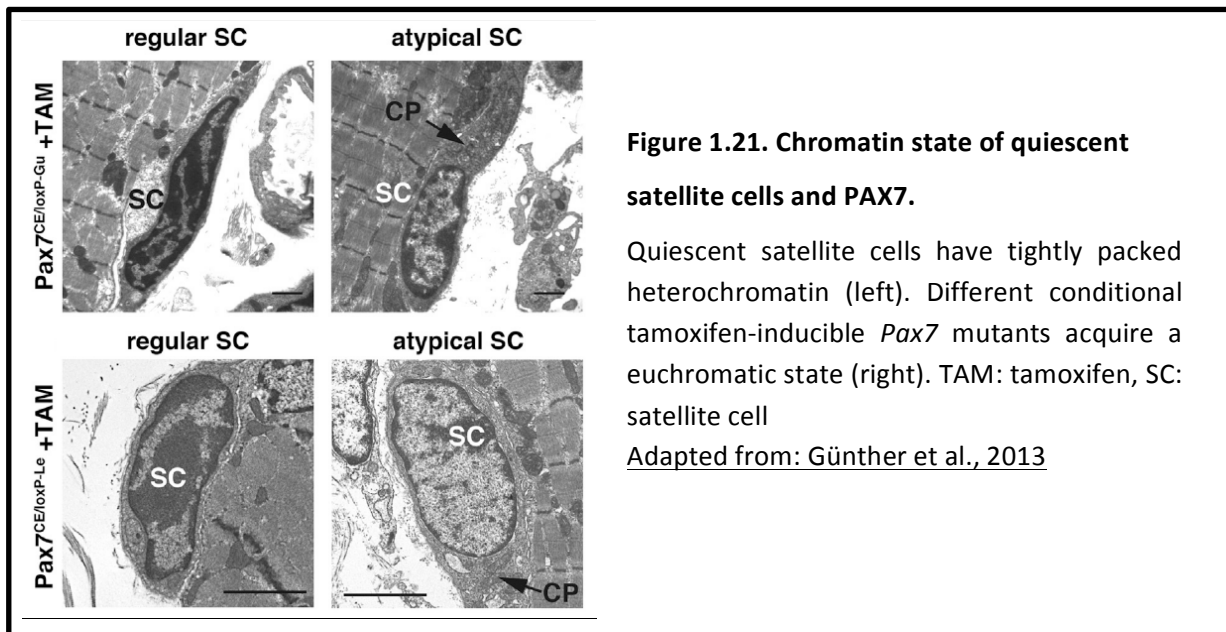 regular SC
atypical SC
Pax7CE/loxP-Gu +TAM
SC
CP
SC
regular SC
atypical SC
Pax7CE/loxP-Le +TAM
SC
SC
CP
Figure 1.21. Chromatin state of quiescent
satellite cells and PAX7.
Quiescent satellite cells have tightly packed
heterochromatin (left). Different conditional
tamoxifen-inducible Pax7 mutants acquire a
euchromatic state (right). TAM: tamoxifen, SC:
satellite cell
Adapted from: Günther et al., 2013